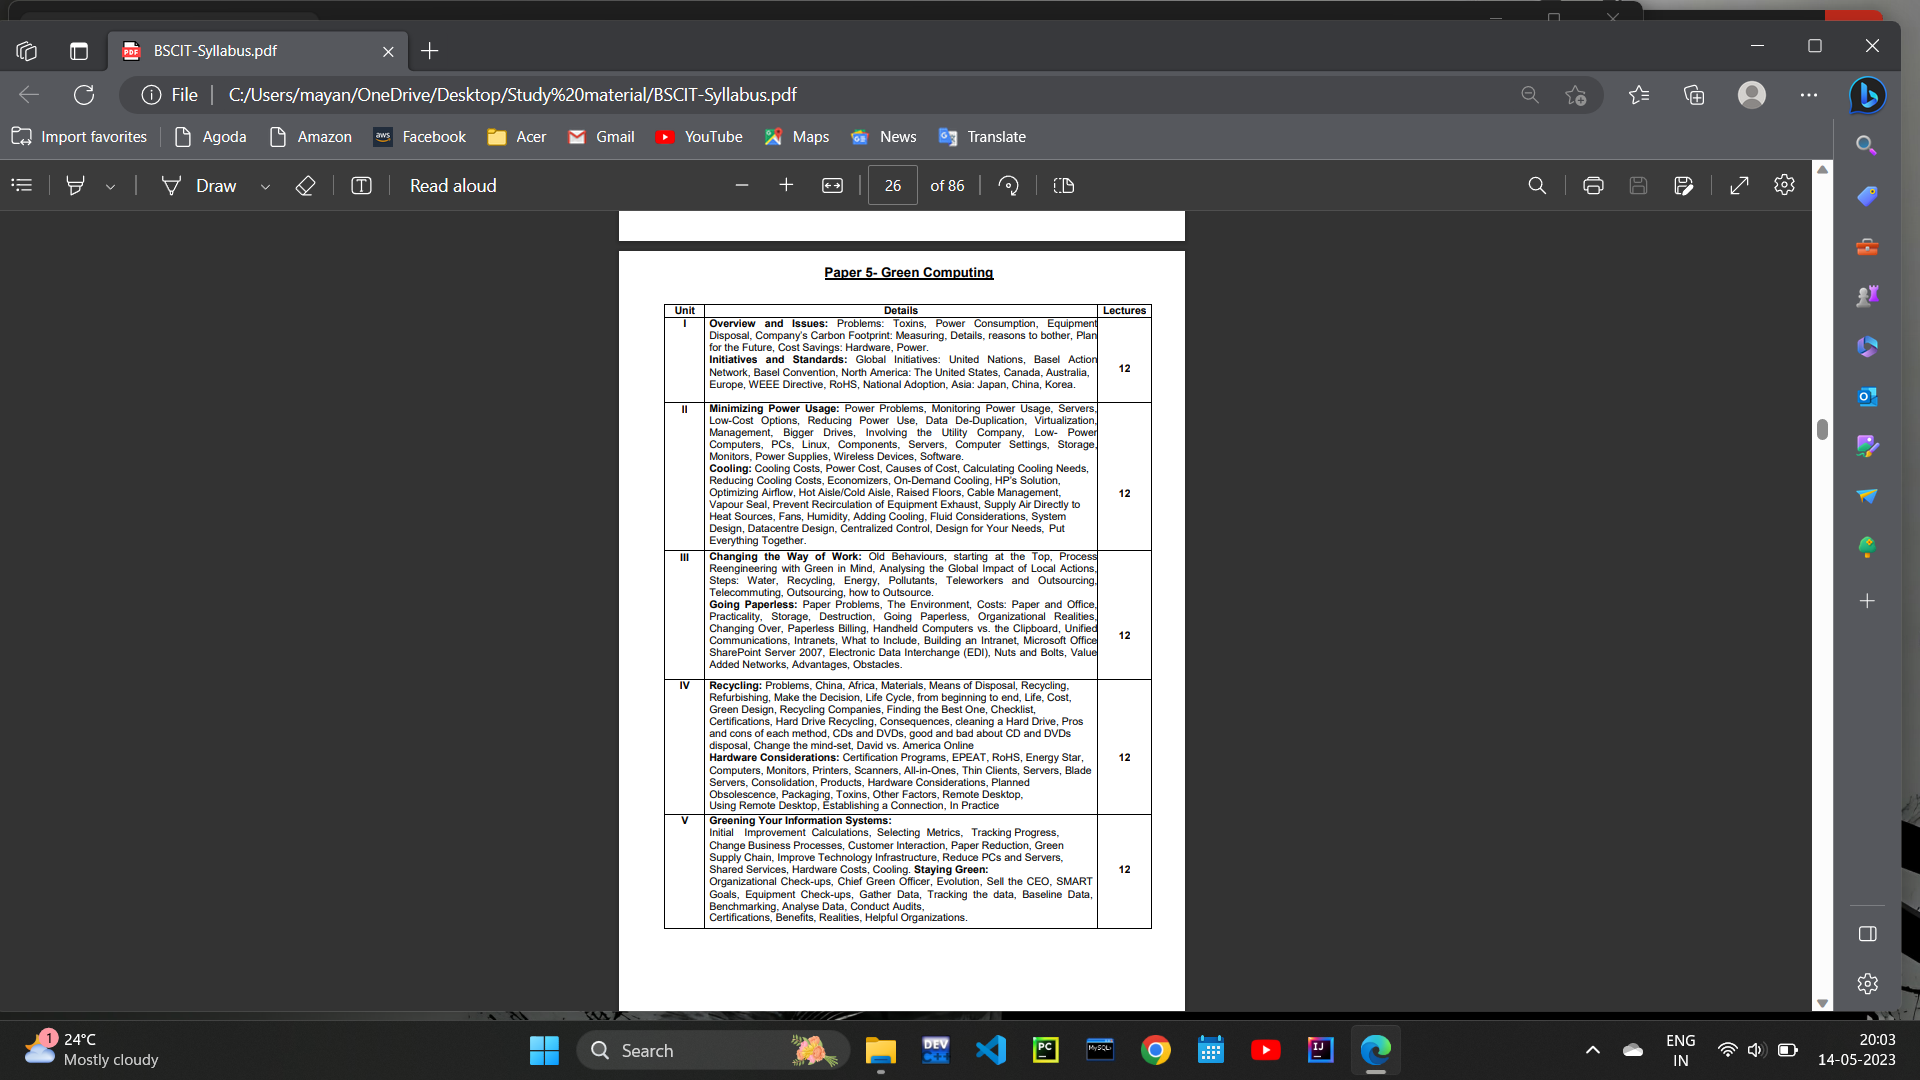 BSCIT-Syllabus.pdf
File
C:/Users/mayan/OneDrive/Desktop/Study%20material/BSCIT-Syllabus.pdf
Import favorites
Agoda
Amazon
aws
Facebook
Acer
Gmail
YouTube
Maps
News
Translate
Draw
Read aloud
26
of 86
Paper 5- Green Computing
Unit
Details
Lectures
I
Overview and Issues: Problems: Toxins, Power Consumption, Equipment
Disposal, Company's Carbon Footprint: Measuring, Details, reasons to bother, Plan
for the Future, Cost Savings: Hardware, Power.
Initiatives and Standards: Global Initiatives: United Nations, Basel Action
Network, Basel Convention, North America: The United States, Canada, Australia,
Europe, WEEE Directive, RoHS, National Adoption, Asia: Japan, China, Korea.
12
II
Minimizing Power Usage: Power Problems, Monitoring Power Usage, Servers,
Low-Cost Options, Reducing Power Use, Data De-Duplication, Virtualization,
Management, Bigger Drives, Involving the Utility Company, Low- Power
Computers, PCs, Linux, Components, Servers, Computer Settings, Storage,
Monitors, Power Supplies, Wireless Devices, Software.
Cooling: Cooling Costs, Power Cost, Causes of Cost, Calculating Cooling Needs,
Reducing Cooling Costs, Economizers, On-Demand Cooling, HP's Solution,
Optimizing Airflow, Hot Aisle/Cold Aisle, Raised Floors, Cable Management,
Vapour Seal, Prevent Recirculation of Equipment Exhaust, Supply Air Directly to
Heat Sources, Fans, Humidity, Adding Cooling, Fluid Considerations, System
Design, Datacentre Design, Centralized Control, Design for Your Needs, Put
Everything Together.
12
III
Changing the Way of Work: Old Behaviours, starting at the Top, Process
Reengineering with Green in Mind, Analysing the Global Impact of Local Actions,
Steps: Water, Recycling, Energy, Pollutants, Teleworkers and Outsourcing,
Telecommuting, Outsourcing, how to Outsource.
Going Paperless: Paper Problems, The Environment, Costs: Paper and Office,
Practicality, Storage, Destruction, Going Paperless, Organizational Realities,
Changing Over, Paperless Billing, Handheld Computers vs. the Clipboard, Unified
Communications, Intranets, What to Include, Building an Intranet, Microsoft Office
SharePoint Server 2007, Electronic Data Interchange (EDI), Nuts and Bolts, Value
Added Networks, Advantages, Obstacles.
12
IV
Recycling: Problems, China, Africa, Materials, Means of Disposal, Recycling,
Refurbishing, Make the Decision, Life Cycle, from beginning to end, Life, Cost,
Green Design, Recycling Companies, Finding the Best One, Checklist,
Certifications, Hard Drive Recycling, Consequences, cleaning a Hard Drive, Pros
and cons of each method, CDs and DVDs, good and bad about CD and DVDs
disposal, Change the mind-set, David vs. America Online
Hardware Considerations: Certification Programs, EPEAT, RoHS, Energy Star,
Computers, Monitors, Printers, Scanners, All-in-Ones, Thin Clients, Servers, Blade
Servers, Consolidation, Products, Hardware Considerations, Planned
Obsolescence, Packaging, Toxins, Other Factors, Remote Desktop,
Using Remote Desktop, Establishing a Connection, In Practice
12
V
Greening Your Information Systems:
Initial Improvement Calculations, Selecting Metrics, Tracking Progress,
Change Business Processes, Customer Interaction, Paper Reduction, Green
Supply Chain, Improve Technology Infrastructure, Reduce PCs and Servers,
Shared Services, Hardware Costs, Cooling. Staying Green:
Organizational Check-ups, Chief Green Officer, Evolution, Sell the CEO, SMART
Goals, Equipment Check-ups, Gather Data, Tracking the data, Baseline Data,
Benchmarking, Analyse Data, Conduct Audits,
Certifications, Benefits, Realities, Helpful Organizations.
12
1
24°C
Mostly cloudy
Search
DEV
C++
PC
MySQL
IJ
ENG
IN
20:03
14-05-2023